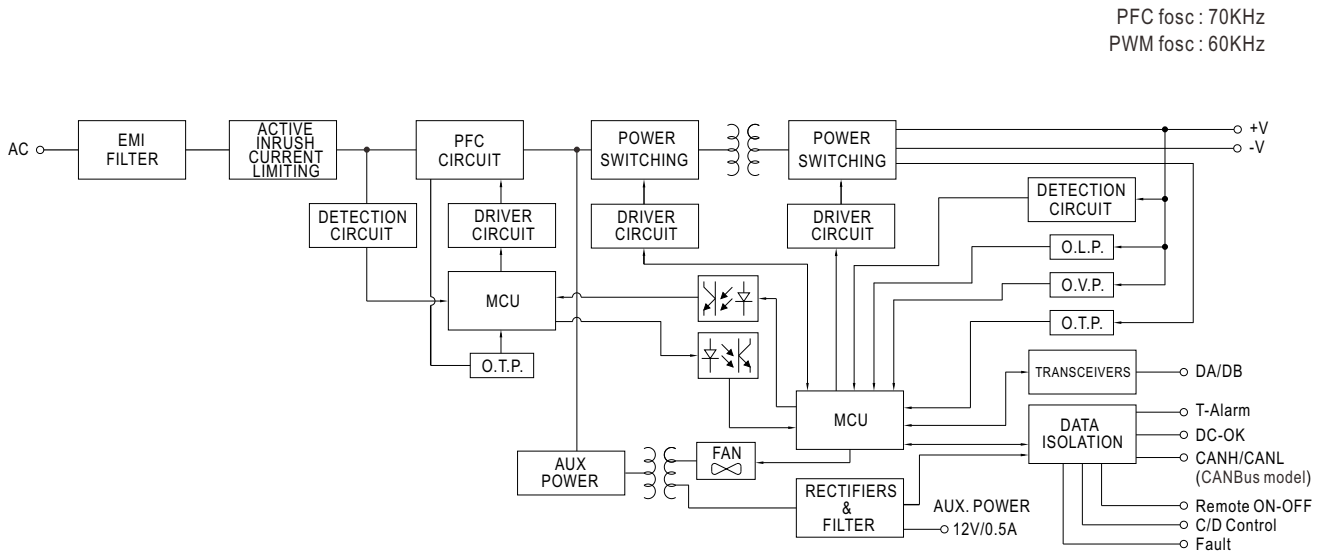 PFC fosc : 70KHz
PWM fosc : 60KHz
AC
EMI
FILTER
ACTIVE
INRUSH
CURRENT
LIMITING
PFC
CIRCUIT
POWER
SWITCHING
POWER
SWITCHING
+V
-V
DETECTION
CIRCUIT
DRIVER
CIRCUIT
DRIVER
CIRCUIT
DRIVER
CIRCUIT
DETECTION
CIRCUIT
O.L.P.
O.V.P.
O.T.P.
MCU
O.T.P.
TRANSCEIVERS
DA/DB
MCU
DATA
ISOLATION
T-Alarm
DC-OK
CANH/CANL
(CANBus model)
Remote ON-OFF
C/D Control
Fault
AUX
POWER
FAN
RECTIFIERS
&
FILTER
AUX. POWER
12V/0.5A